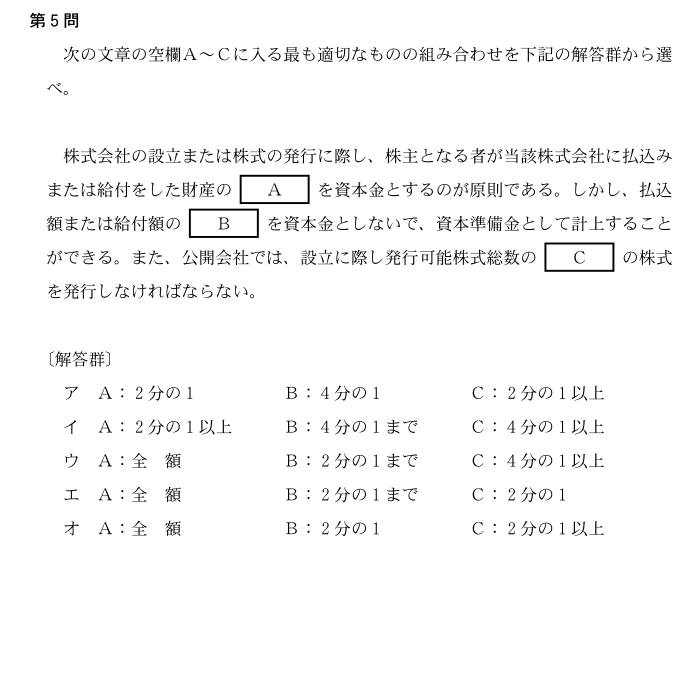 第5問
次の文章の空欄A～Cに入る最も適切なものの組み合わせを下記の解答群から選
べ。
株式会社の設立または株式の発行に際し、株主となる者が当該株式会社に払込み
または給付をした財産の A を資本金とするのが原則である。しかし、払込
額または給付額の B を資本金としないで、資本準備金として計上すること
ができる。また、公開会社では、設立に際し発行可能株式総数の C の株式
を発行しなければならない。
〔解答群〕
ア A：2分の1 B：4分の1 C：2分の1以上
イ A：2分の1以上 B：4分の1まで C：4分の1以上
ウ A：全 額 B：2分の1まで C：4分の1以上
エ A：全 額 B：2分の1まで C：2分の1
オ A：全 額 B：2分の1 C：2分の1以上